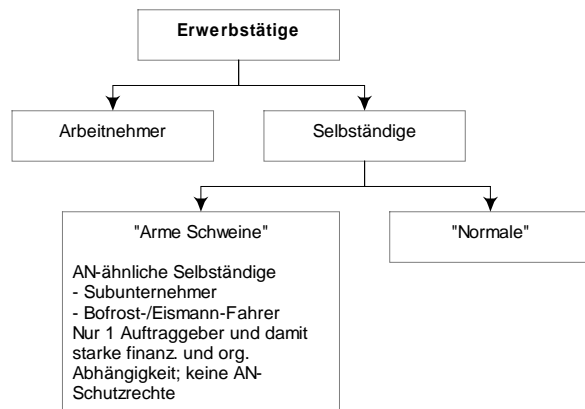 Erwerbstätige
Arbeitnehmer
Selbständige
"Arme Schweine"
AN-ähnliche Selbständige
- Subunternehmer
- Bofrost-/Eismann-Fahrer
Nur 1 Auftraggeber und damit
starke finanz. und org.
Abhängigkeit; keine AN-
Schutzrechte
"Normale"